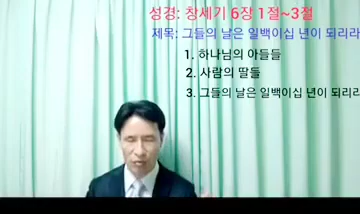 성경: 창세기 6장 1절~3절
제목: 그들의 날은 일백이십 년이 되리라
1. 하나님의 아들들
2. 사람의 딸들
3. 그들의 날은 일백이십 년이 되리라